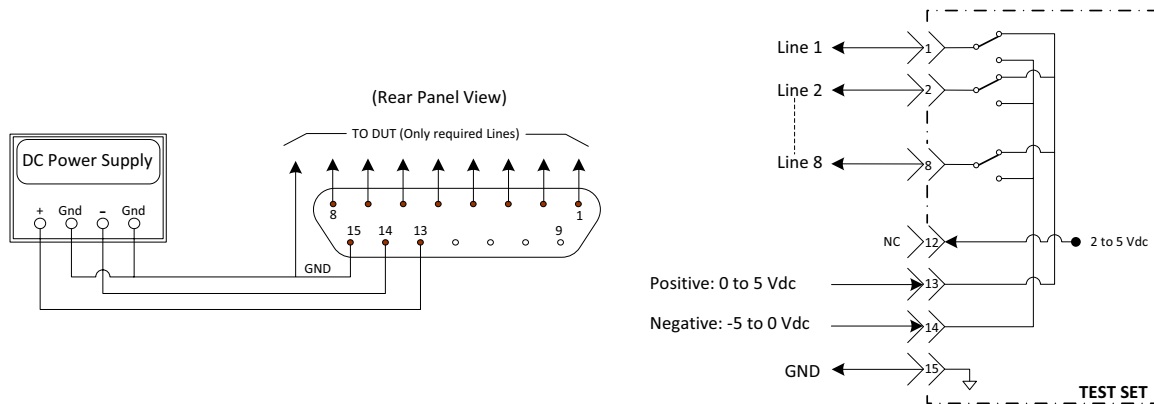 (Rear Panel View)
TO DUT (Only required Lines)
DC Power Supply
+ Gnd – Gnd
8 1
15 14 13 9
GND
Line 1 1
Line 2 2
Line 8 8
NC 12 2 to 5 Vdc
Positive: 0 to 5 Vdc 13
Negative: -5 to 0 Vdc 14
GND 15
TEST SET